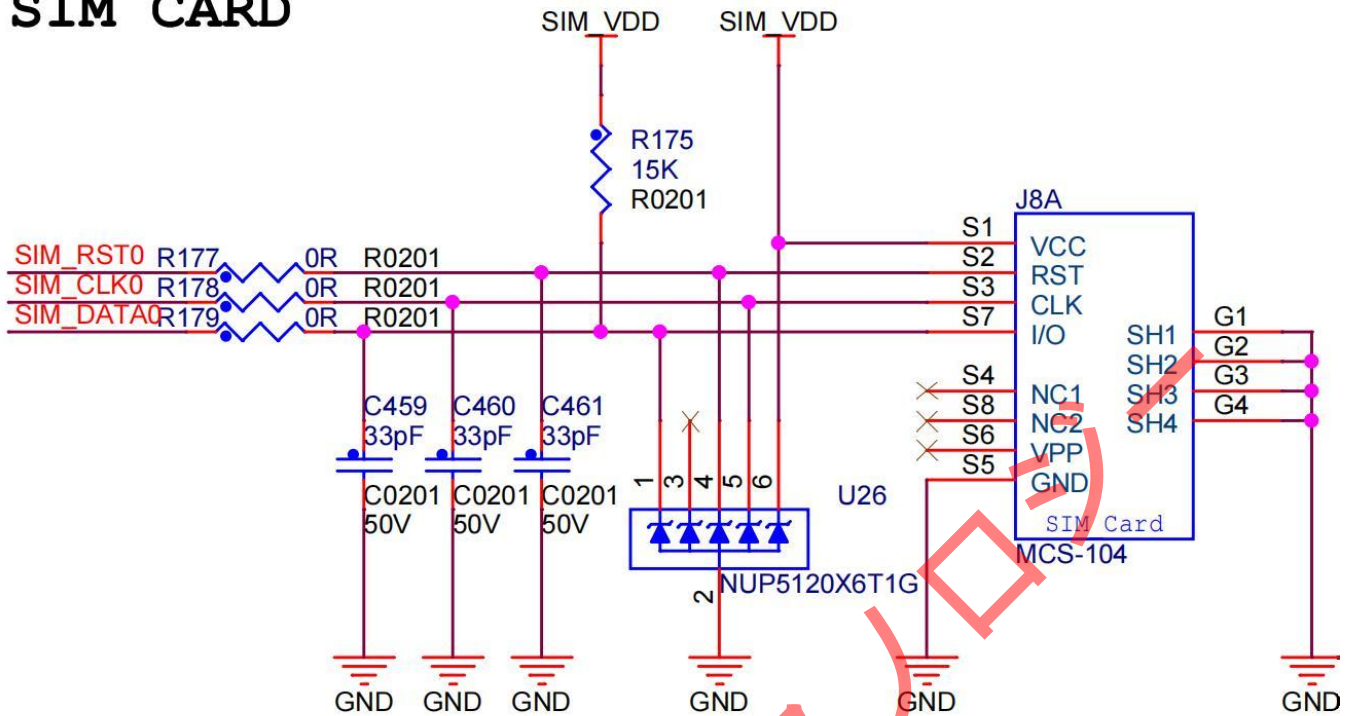 SIM CARD
SIM_VDD
SIM_VDD
R175
15K
R0201
J8A
SIM_RST0 R177 0R R0201
SIM_CLK0 R178 0R R0201
SIM_DATA0 R179 0R R0201
S1 VCC
S2 RST
S3 CLK
S7 I/O
S4 NC1
S8 NC2
S6 VPP
S5 GND
SH1 G1
SH2 G2
SH3 G3
SH4 G4
SIM Card
MCS-104
C459
33pF
C0201
50V
C460
33pF
C0201
50V
C461
33pF
C0201
50V
1 3 4 5 6
U26
NUP5120X6T1G
2
GND
GND
GND
GND
GND
GND